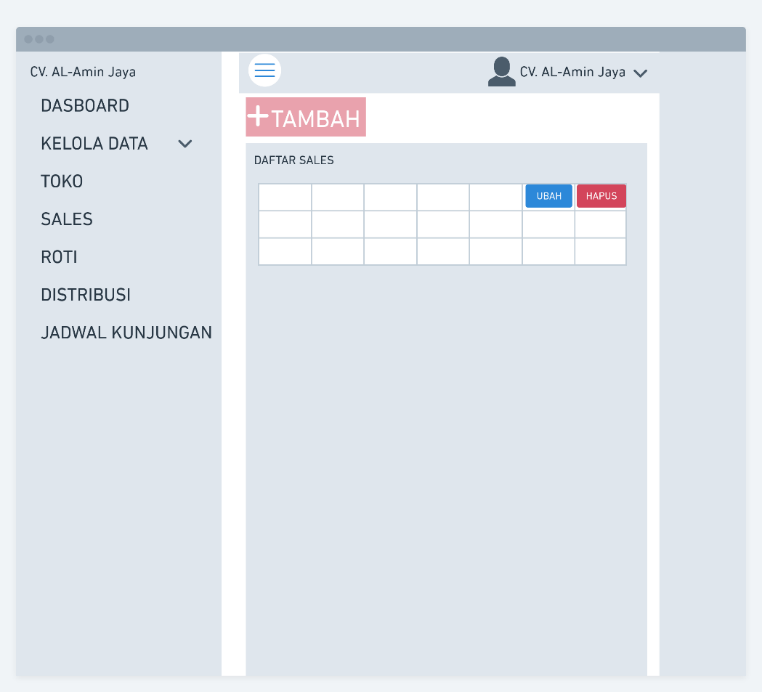 CV. AL-Amin Jaya
DASBOARD
KELOLA DATA
TOKO
SALES
ROTI
DISTRIBUSI
JADWAL KUNJUNGAN
CV. AL-Amin Jaya
+TAMBAH
DAFTAR SALES
UBAH HAPUS